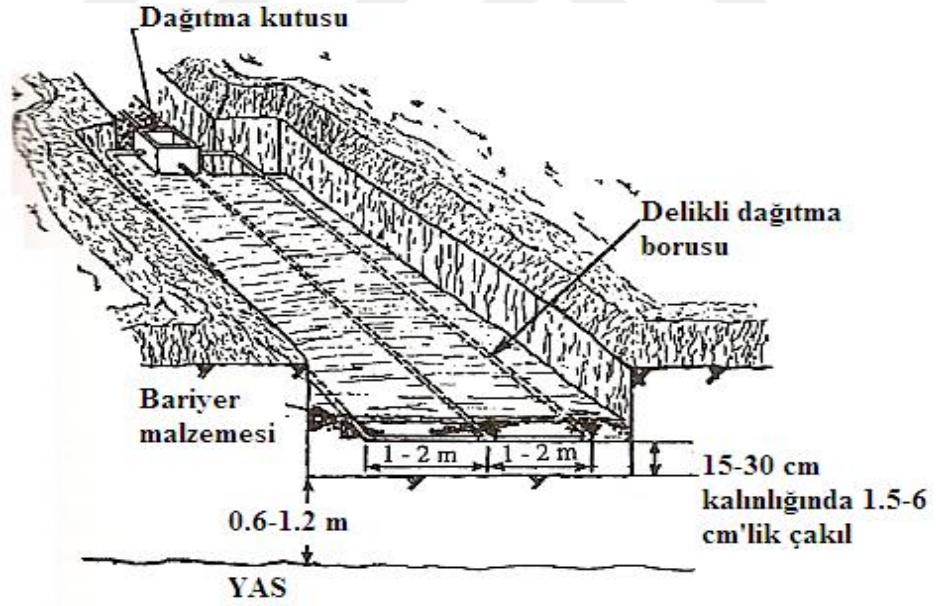 Dağıtma kutusu
Delikli dağıtma
borusu
Bariyer
malzemesi
1 - 2 m
1 - 2 m
15-30 cm
kalınlığında 1.5-6
cm'lik çakıl
0.6-1.2 m
YAS